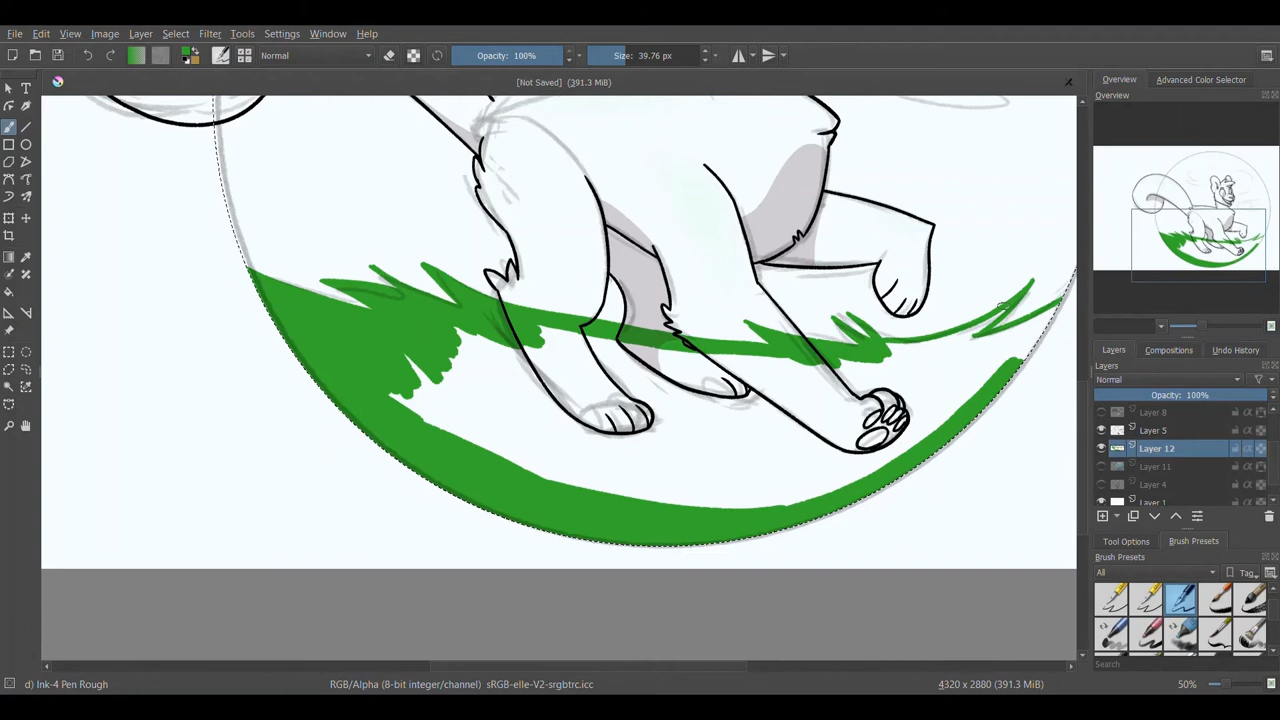 File Edit View Image Layer Select Filter Tools Settings Window Help
Normal Opacity: 100% Size: 39.76 px
[Not Saved] (391.3 MiB)
Overview Advanced Color Selector
Overview
Layers Compositions Undo History
Layers
Normal
Opacity: 100%
Layer 8
Layer 5
Layer 12
Layer 11
Layer 4
Layer 1
Tool Options Brush Presets
Brush Presets
All Tag
Search
d) Ink-4 Pen Rough RGB/Alpha (8-bit integer/channel) sRGB-elle-V2-srgbtrc.icc 4320 x 2880 (391.3 MiB) 50%